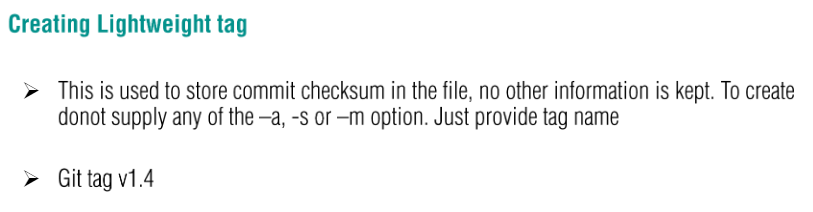 Creating Lightweight tag
➢ This is used to store commit checksum in the file, no other information is kept. To create
donot supply any of the –a, -s or –m option. Just provide tag name
➢ Git tag v1.4